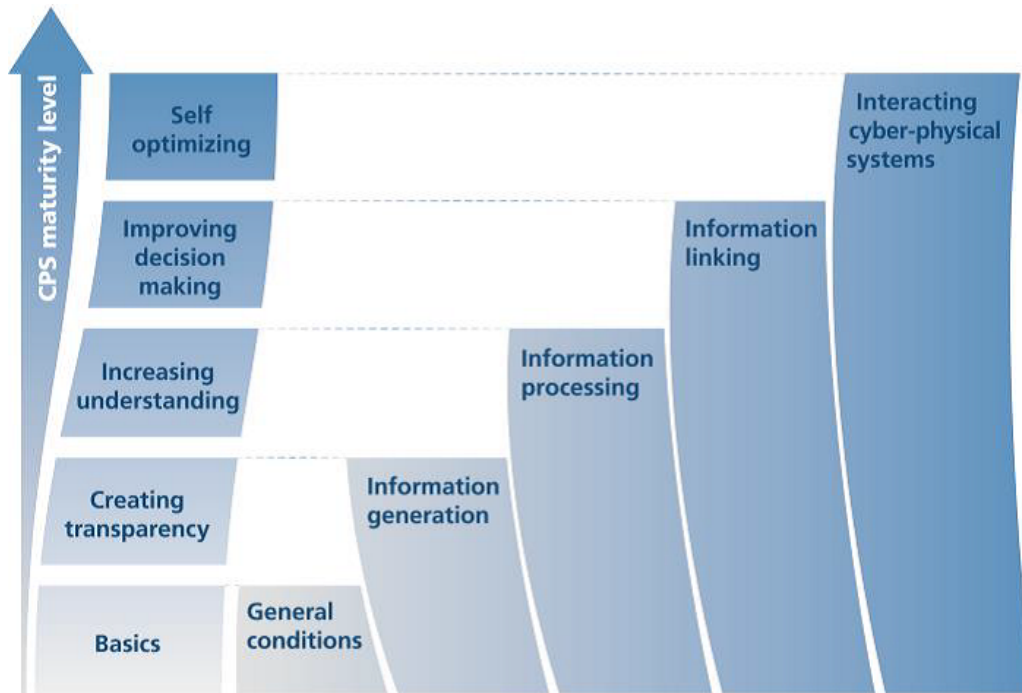 CPS maturity level
Self
optimizing
Interacting
cyber-physical
systems
Improving
decision
making
Information
linking
Increasing
understanding
Information
processing
Creating
transparency
Information
generation
Basics
General
conditions